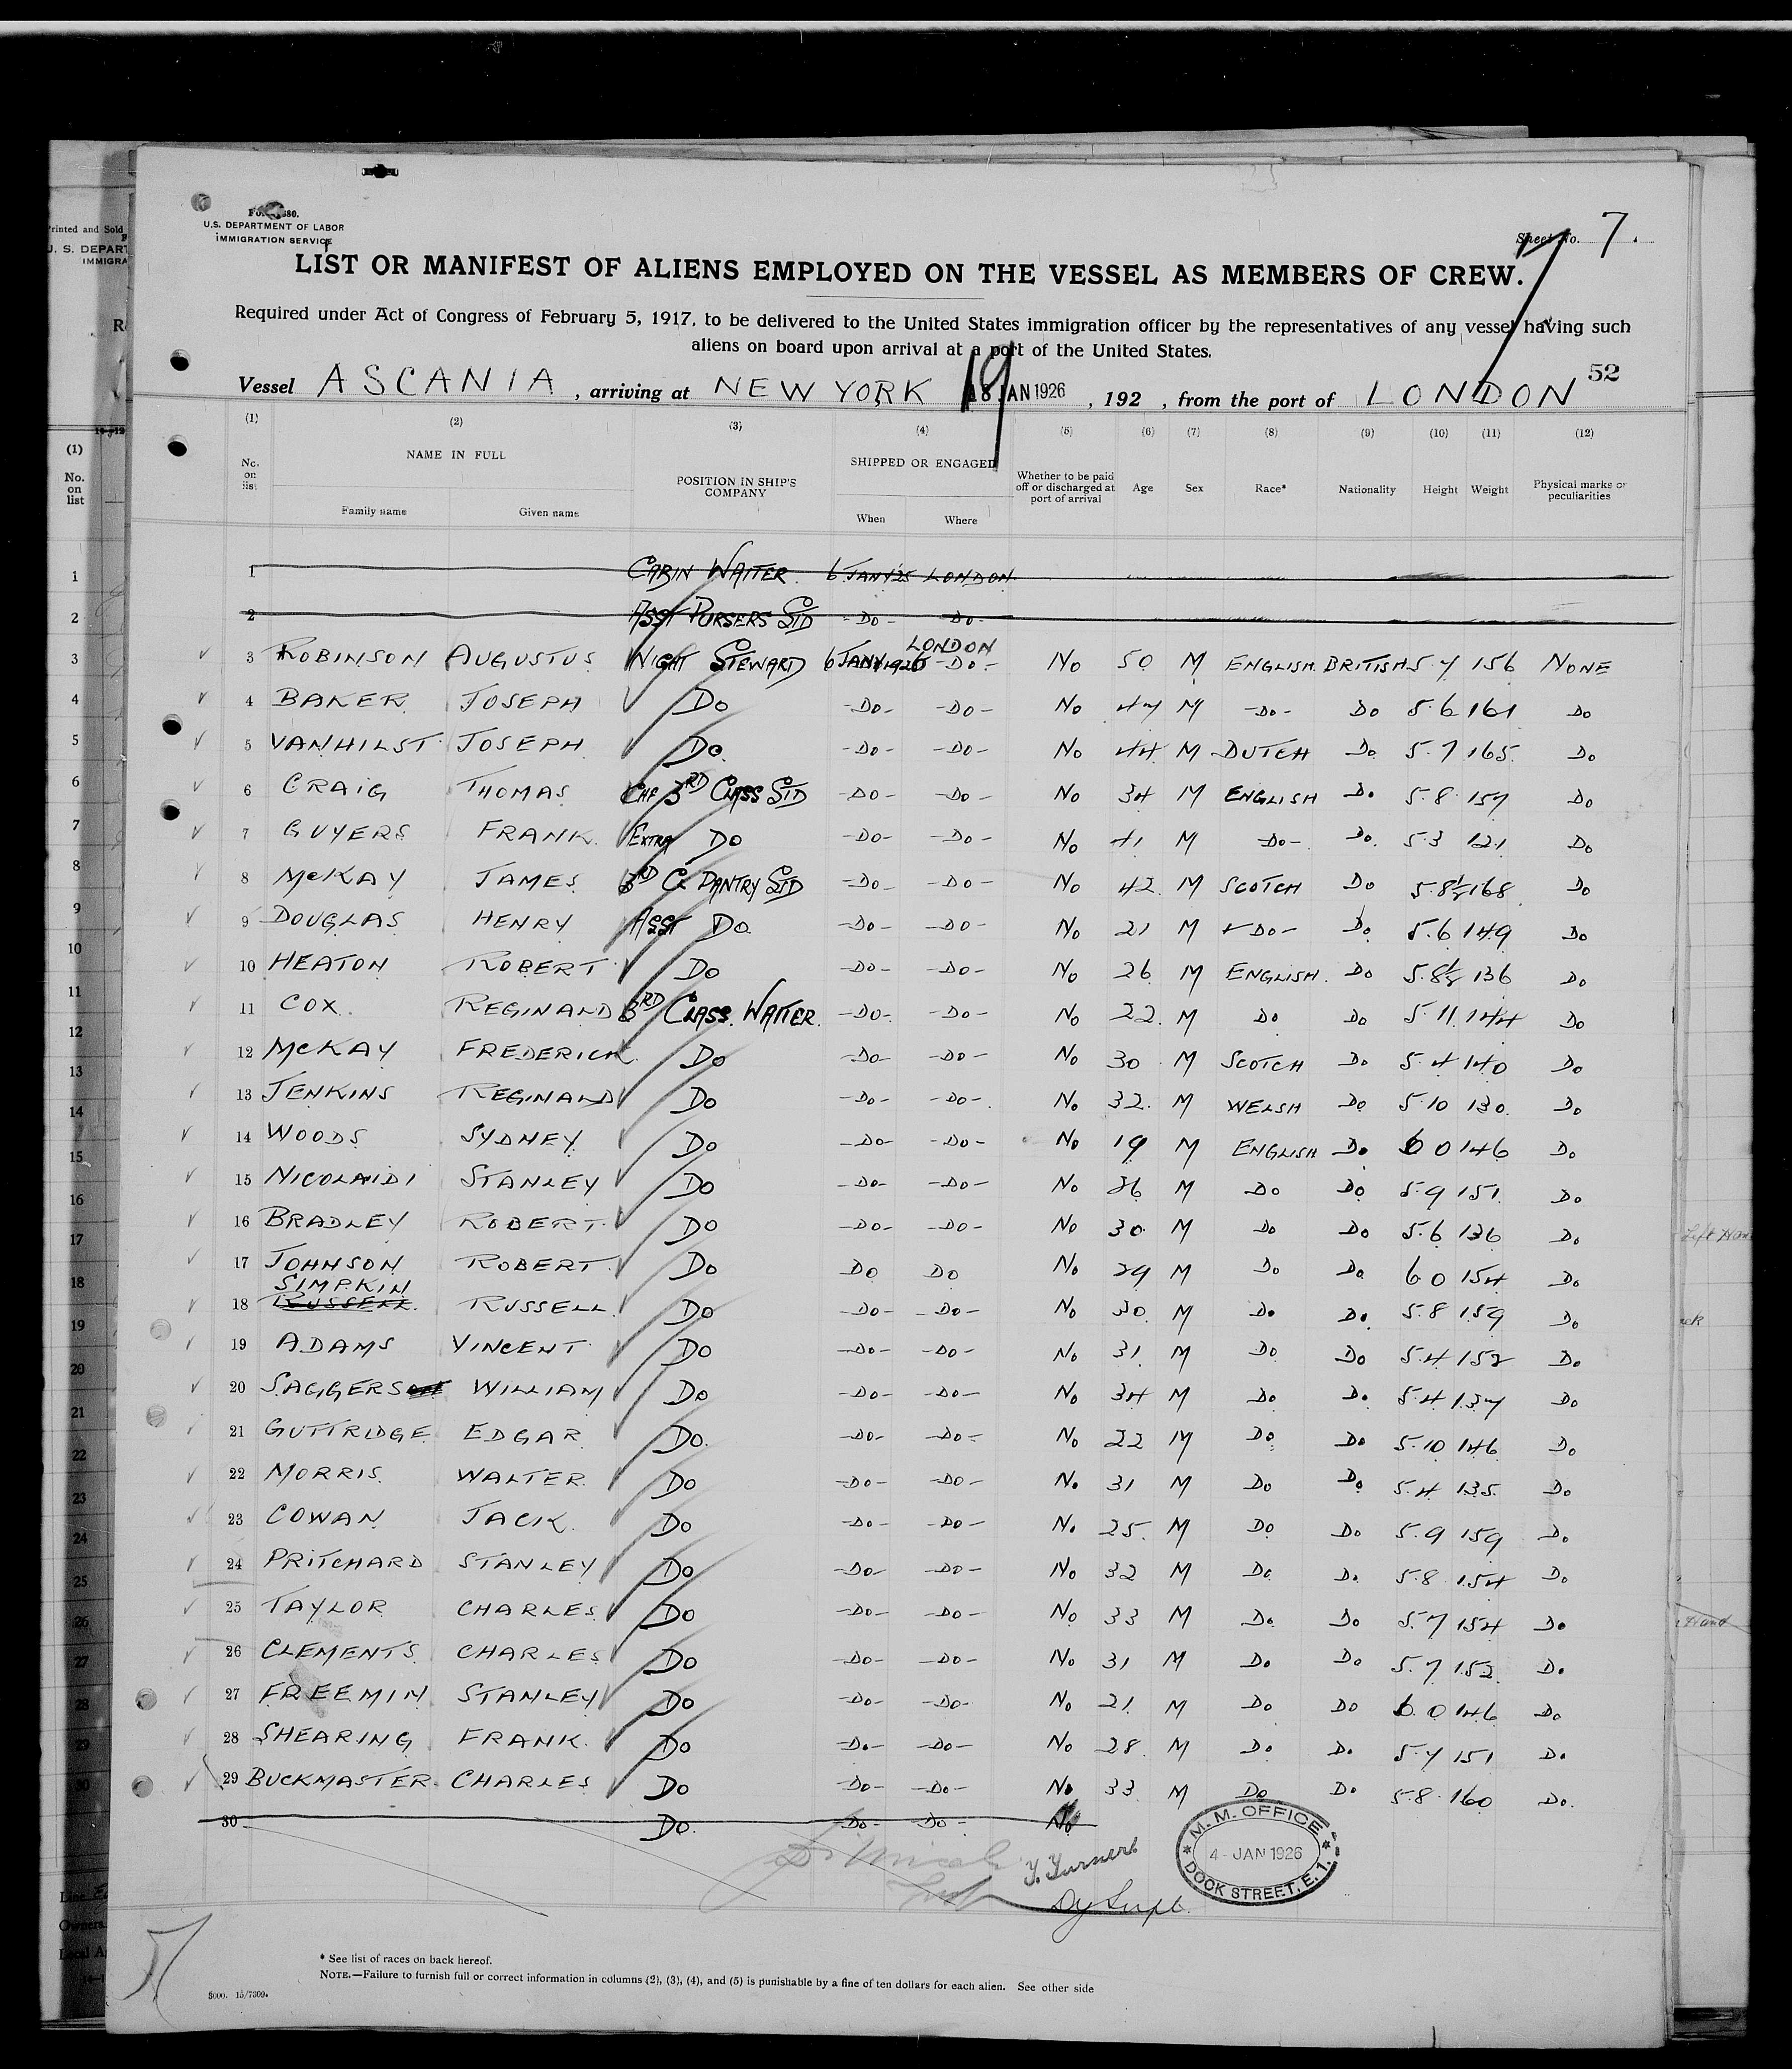 Form 680.
U.S. DEPARTMENT OF LABOR
IMMIGRATION SERVICE
Sheet No. 7.
LIST OR MANIFEST OF ALIENS EMPLOYED ON THE VESSEL AS MEMBERS OF CREW.
Required under Act of Congress of February 5, 1917, to be delivered to the United States immigration officer by the representatives of any vessel having such
aliens on board upon arrival at a port of the United States.
52
Vessel ASCANIA, arriving at NEW YORK 19 JAN 1926, 192 , from the port of LONDON
(1) (2) (3) (4) (5) (6) (7) (8) (9) (10) (11) (12)
No. on list NAME IN FULL POSITION IN SHIP'S COMPANY SHIPPED OR ENGAGED Whether to be paid off or discharged at port of arrival Age Sex Race* Nationality Height Weight Physical marks or peculiarities
Family name Given name When Where
1 CABIN WAITER. 6 JANY 25 LONDON
2 ASST PURSERS STD -DO- -DO-
LONDON
3 ROBINSON AUGUSTUS NIGHT STEWARD 6 JANY 1926 -DO- NO 50 M ENGLISH BRITISH 5.7 156 NONE
4 BAKER JOSEPH DO -DO- -DO- NO 47 M -DO- DO 5.6 161 DO
5 VANHILST JOSEPH DO -DO- -DO- NO 44 M DUTCH DO 5.7 165 DO
6 CRAIG THOMAS CHF 3RD CLASS STD -DO- -DO- NO 34 M ENGLISH DO 5.8 157 DO
7 GUYERS FRANK EXTRA DO -DO- -DO- NO 41 M -DO- DO 5.3 121 DO
8 McKAY JAMES 3RD CL PANTRY STD -DO- -DO- NO 42 M SCOTCH DO 5.8½ 168 DO
9 DOUGLAS HENRY ASST DO -DO- -DO- NO 21 M -DO- DO 5.6 149 DO
10 HEATON ROBERT DO -DO- -DO- NO 26 M ENGLISH DO 5.8½ 136 DO
11 COX REGINALD 3RD CLASS WAITER -DO- -DO- NO 22 M DO DO 5.11 144 DO
12 McKAY FREDERICK DO -DO- -DO- NO 30 M SCOTCH DO 5.4 140 DO
13 JENKINS REGINALD DO -DO- -DO- NO 32 M WELSH DO 5.10 130 DO
14 WOODS SYDNEY DO -DO- -DO- NO 19 M ENGLISH DO 6 0 146 DO
15 NICOLAIDI STANLEY DO -DO- -DO- NO 26 M DO DO 5.9 151 DO
16 BRADLEY ROBERT DO -DO- -DO- NO 30 M DO DO 5.6 136 DO
17 JOHNSON ROBERT DO DO DO NO 29 M DO DO 6 0 154 DO
SIMPKIN
18 RUSSELL RUSSELL DO -DO- -DO- NO 30 M DO DO 5.8 159 DO
19 ADAMS VINCENT DO -DO- -DO- NO 31 M DO DO 5.4 152 DO
20 SAGGERS WILLIAM DO -DO- -DO- NO 34 M DO DO 5.4 137 DO
21 GUTTRIDGE EDGAR DO -DO- -DO- NO 22 M DO DO 5.10 146 DO
22 MORRIS WALTER DO -DO- -DO- NO 31 M DO DO 5.4 135 DO
23 COWAN JACK DO -DO- -DO- NO 25 M DO DO 5.9 159 DO
24 PRITCHARD STANLEY DO -DO- -DO- NO 32 M DO DO 5.8 154 DO
25 TAYLOR CHARLES DO -DO- -DO- NO 33 M DO DO 5.7 154 DO
26 CLEMENTS CHARLES DO -DO- -DO- NO 31 M DO DO 5.7 152 DO
27 FREEMIN STANLEY DO -DO- -DO- NO 21 M DO DO 6.0 146 DO
28 SHEARING FRANK DO -DO- -DO- NO 28 M DO DO 5.7 151 DO
29 BUCKMASTER CHARLES DO -DO- -DO- NO 33 M DO DO 5.8 160 DO
30 DO -DO- -DO- NO
Y. Turnerb
Dy Supt.
M. M. OFFICE
4 - JAN 1926
DOCK STREET, E. 1.
* See list of races on back hereof.
NOTE.—Failure to furnish full or correct information in columns (2), (3), (4), and (5) is punishable by a fine of ten dollars for each alien. See other side
5000. 15/7309.